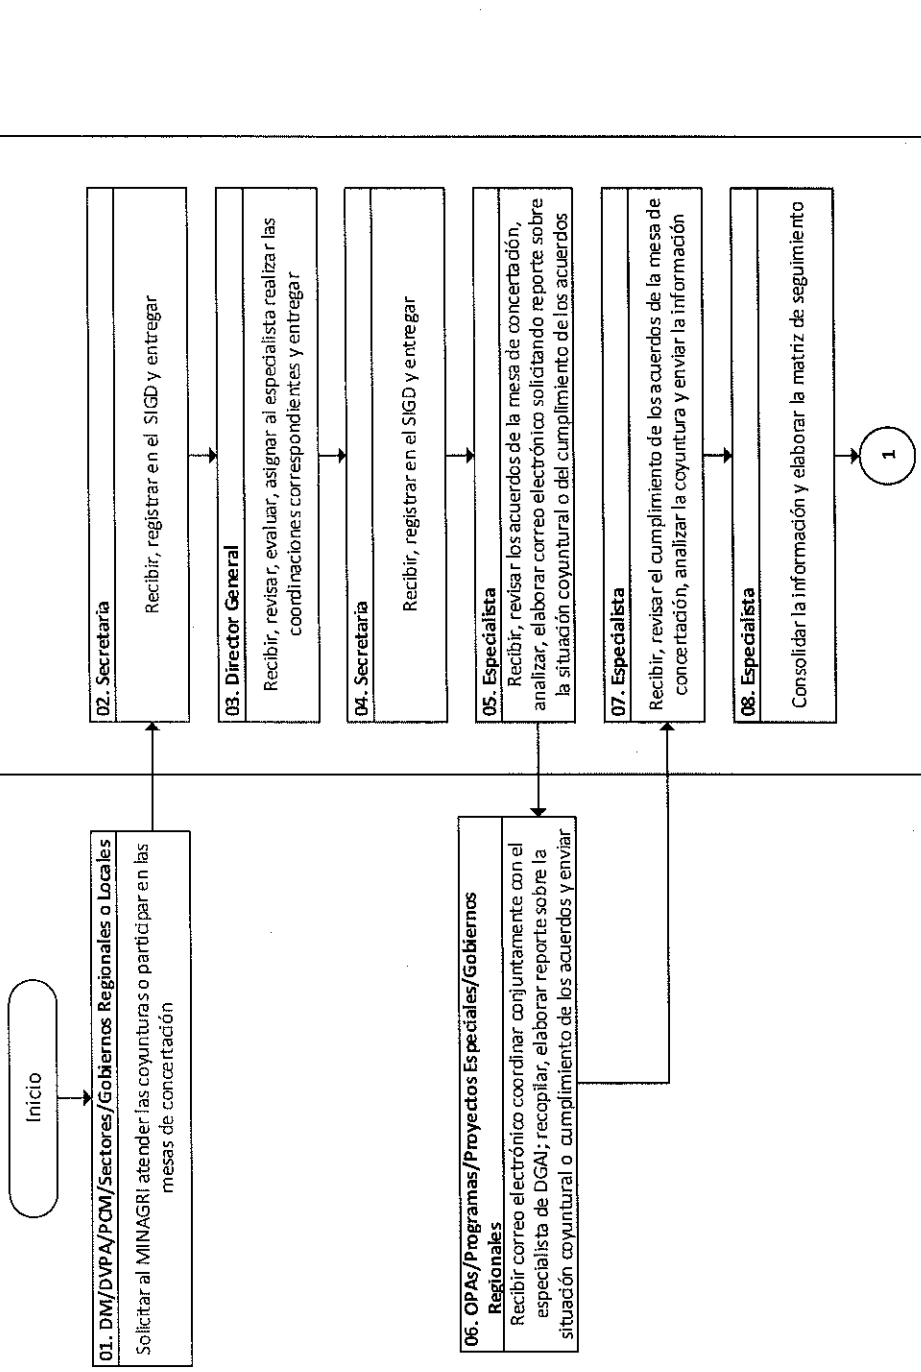 Inicio
01. DM/DVPA/PCM/Sectores/Gobiernos Regionales o Locales
Solicitar al MINAGRI atender las coyunturas o participar en las
mesas de concertación
02. Secretaria
Recibir, registrar en el SIGD y entregar
03. Director General
Recibir, revisar, evaluar, asignar al especialista realizar las
coordinaciones correspondientes y entregar
04. Secretaria
Recibir, registrar en el SIGD y entregar
05. Especialista
Recibir, revisar los acuerdos de la mesa de concertación,
analizar, elaborar correo electrónico solicitando reporte sobre
la situación coyuntural o del cumplimiento de los acuerdos
06. OPAs/Programas/Proyectos Especiales/Gobiernos
Regionales
Recibir correo electrónico coordinar conjuntamente con el
especialista de DGAI; recopilar, elaborar reporte sobre la
situación coyuntural o cumplimiento de los acuerdos y enviar
07. Especialista
Recibir, revisar el cumplimiento de los acuerdos de la mesa de
concertación, analizar la coyuntura y enviar la información
08. Especialista
Consolidar la información y elaborar la matriz de seguimiento
1